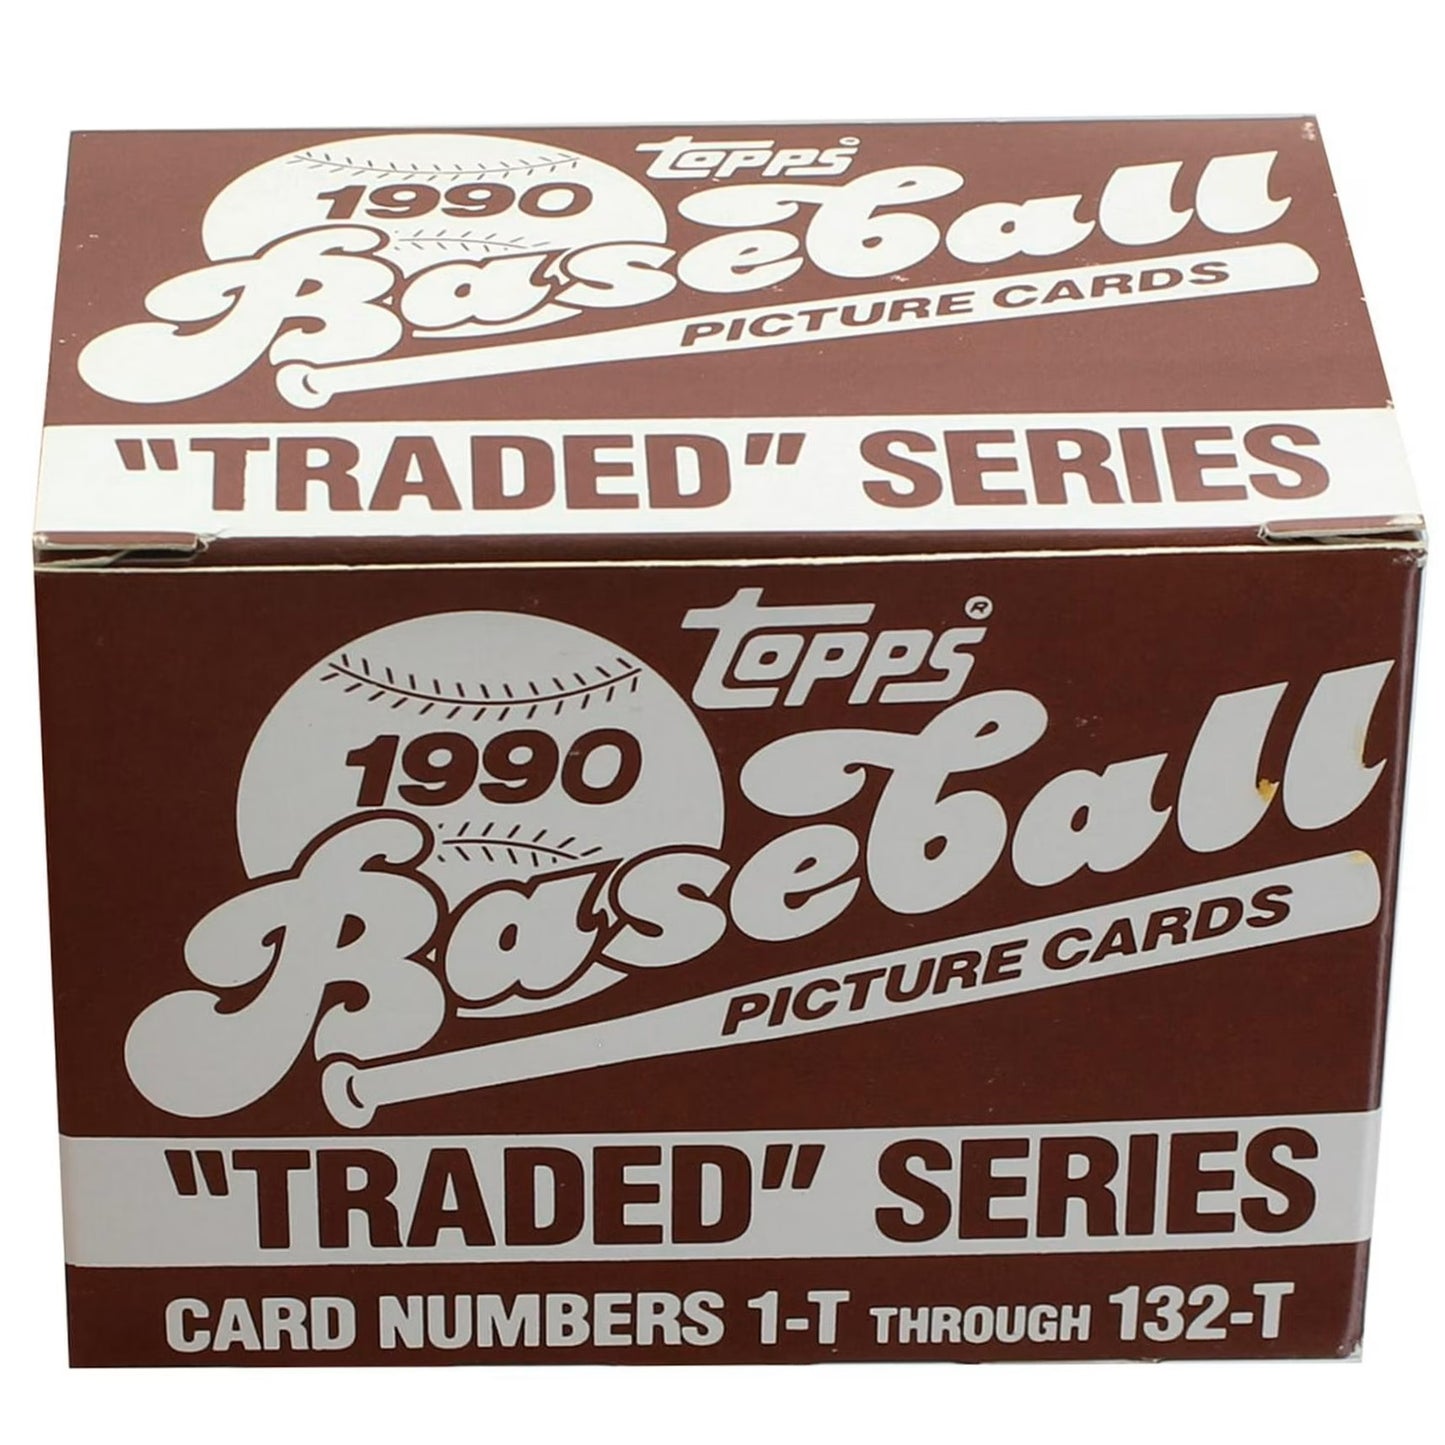 Topps®
1990
Baseball
PICTURE CARDS
"TRADED" SERIES
Topps®
1990
Baseball
PICTURE CARDS
"TRADED" SERIES
CARD NUMBERS 1-T THROUGH 132-T